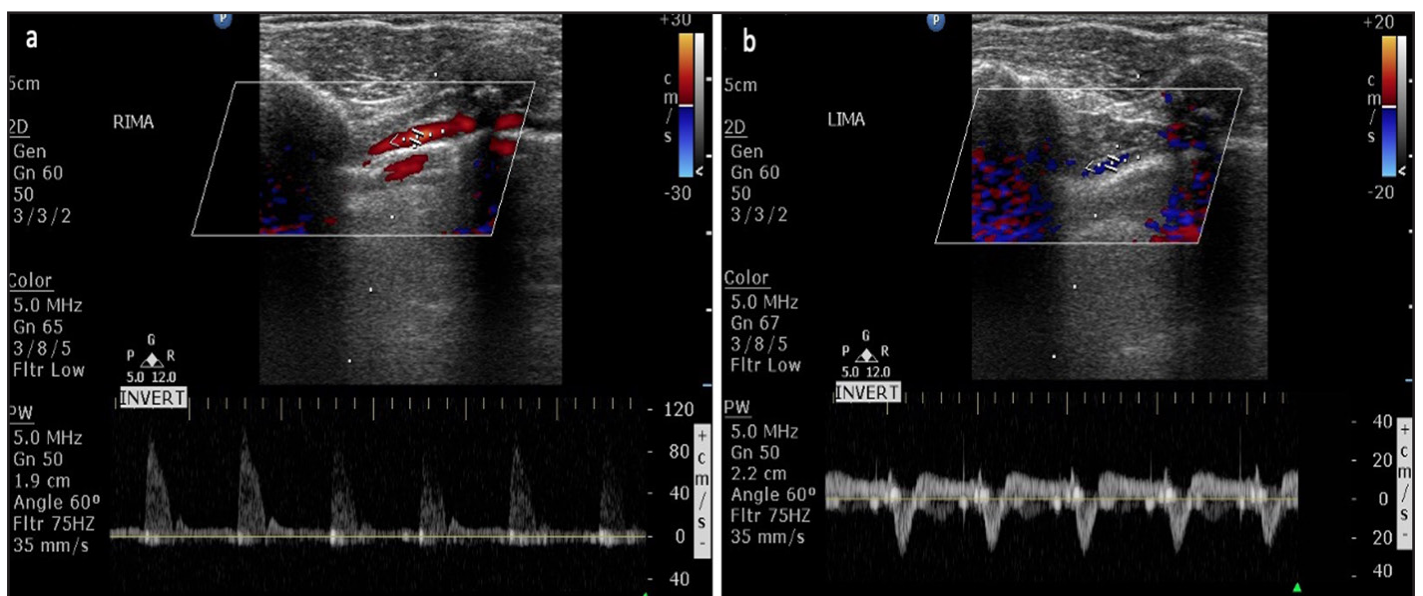 a
P
+30
c
m
/
s
-30
5cm
RIMA
2D
Gen
Gn 60
50
3/3/2
Color
5.0 MHz
Gn 65
3/8/5
Fltr Low
G
P R
5.0 12.0
INVERT
PW
5.0 MHz
Gn 50
1.9 cm
Angle 60º
Fltr 75HZ
35 mm/s
- 120
- 80
- 40
- 0
- 40
+
c
m
/
s
-
b
P
+20
c
m
/
s
-20
5cm
LIMA
2D
Gen
Gn 60
50
3/3/2
Color
5.0 MHz
Gn 67
3/8/5
Fltr Low
G
P R
5.0 12.0
INVERT
PW
5.0 MHz
Gn 50
2.2 cm
Angle 60º
Fltr 75HZ
35 mm/s
- 40
- 20
- 0
- 20
- 40
+
c
m
/
s
-